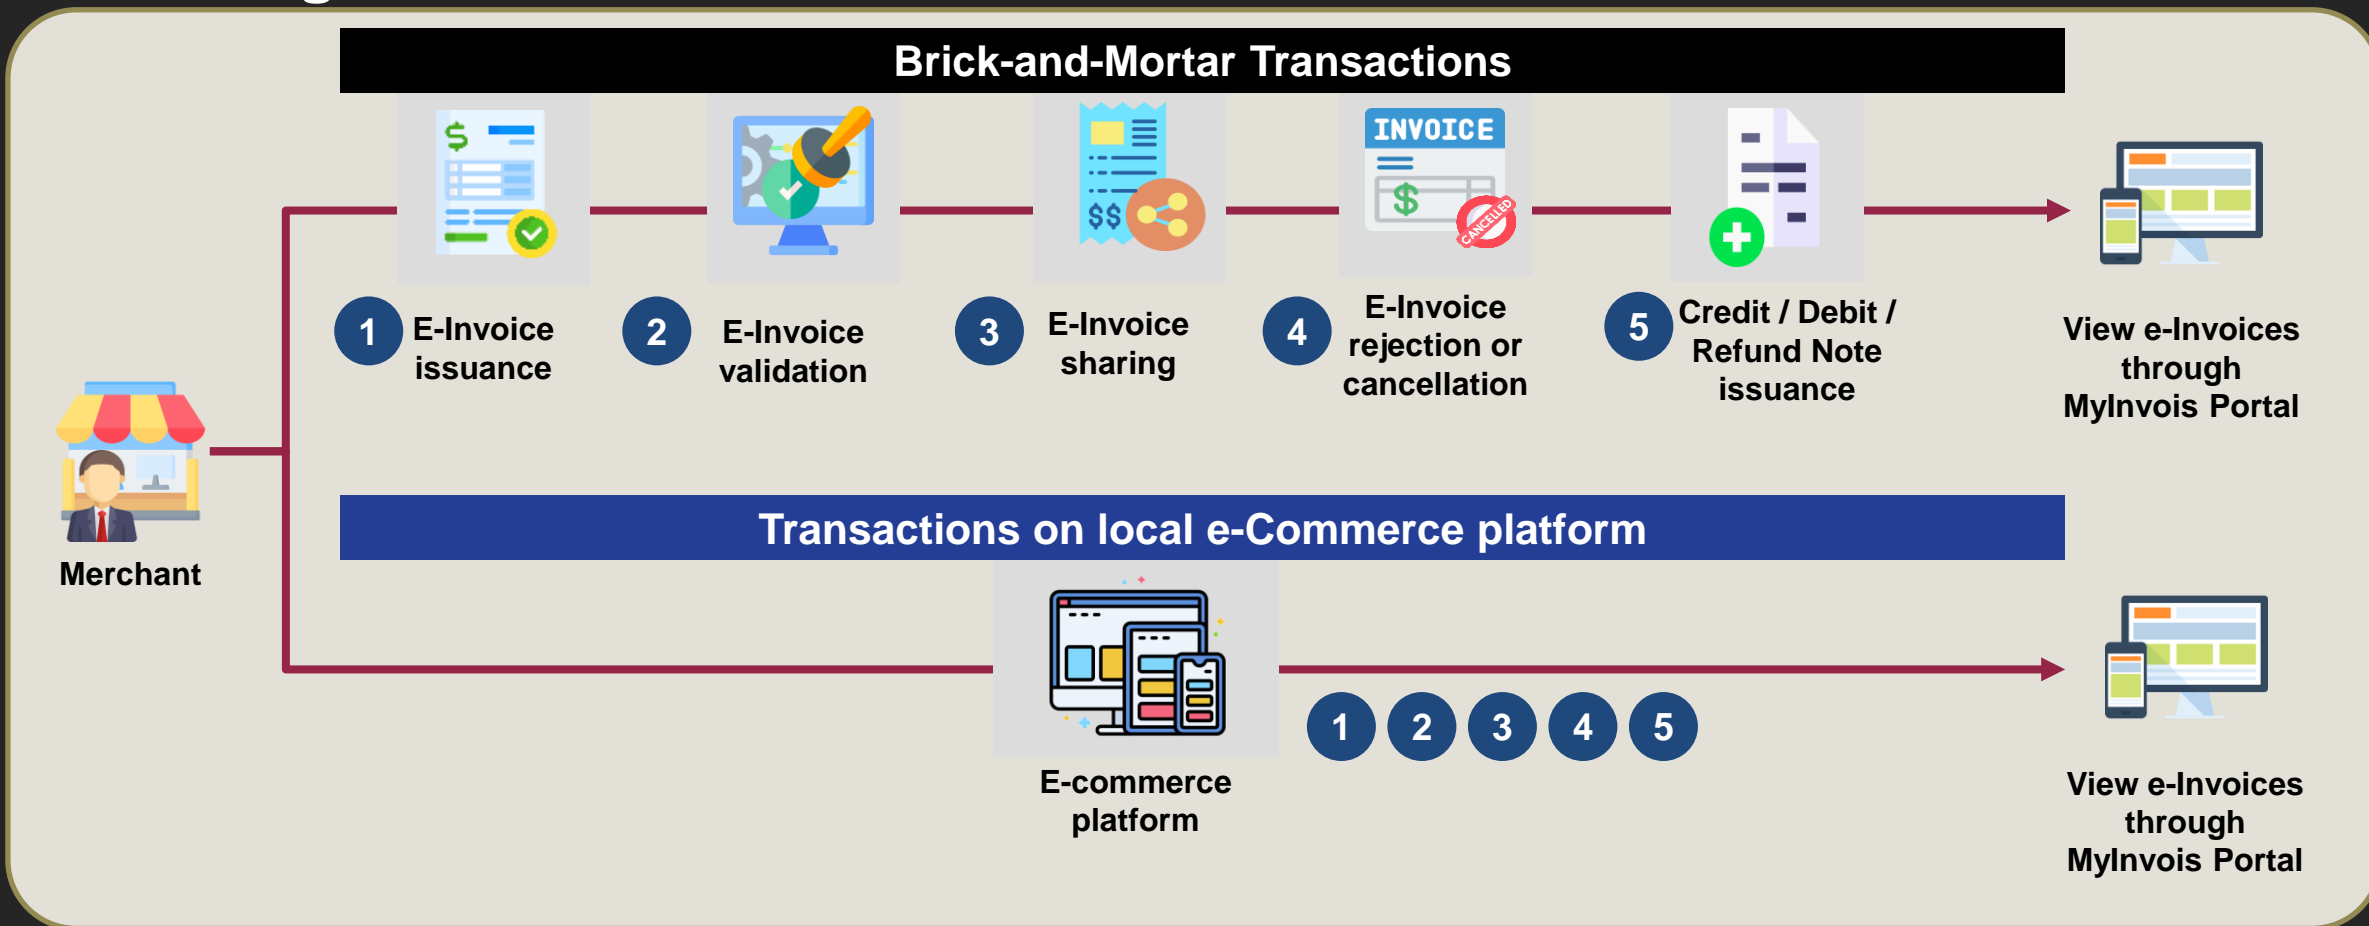 Brick-and-Mortar Transactions
$
$$
INVOICE
$
CANCELLED
1
E-Invoice
issuance
2
E-Invoice
validation
3
E-Invoice
sharing
4
E-Invoice
rejection or
cancellation
5
Credit / Debit /
Refund Note
issuance
View e-Invoices
through
MyInvois Portal
Merchant
Transactions on local e-Commerce platform
E-commerce
platform
1 2 3 4 5
View e-Invoices
through
MyInvois Portal